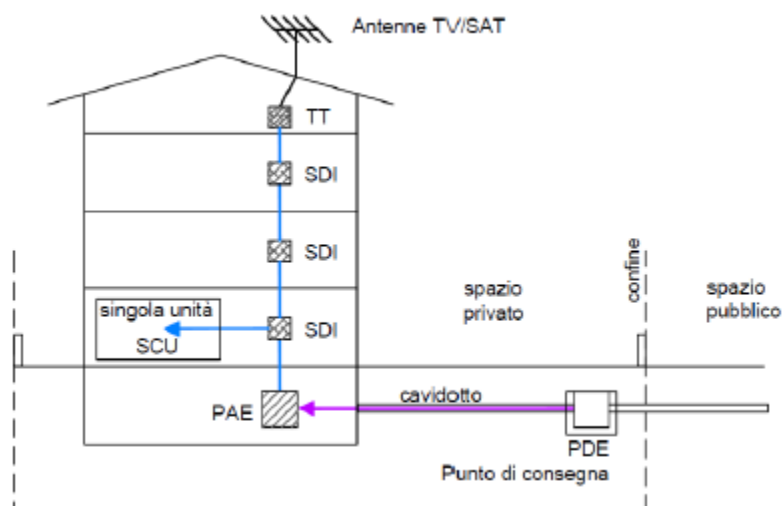 Antenne TV/SAT
TT
SDI
SDI
singola unità
SCU
SDI
spazio
privato
confine
spazio
pubblico
PAE
cavidotto
PDE
Punto di consegna